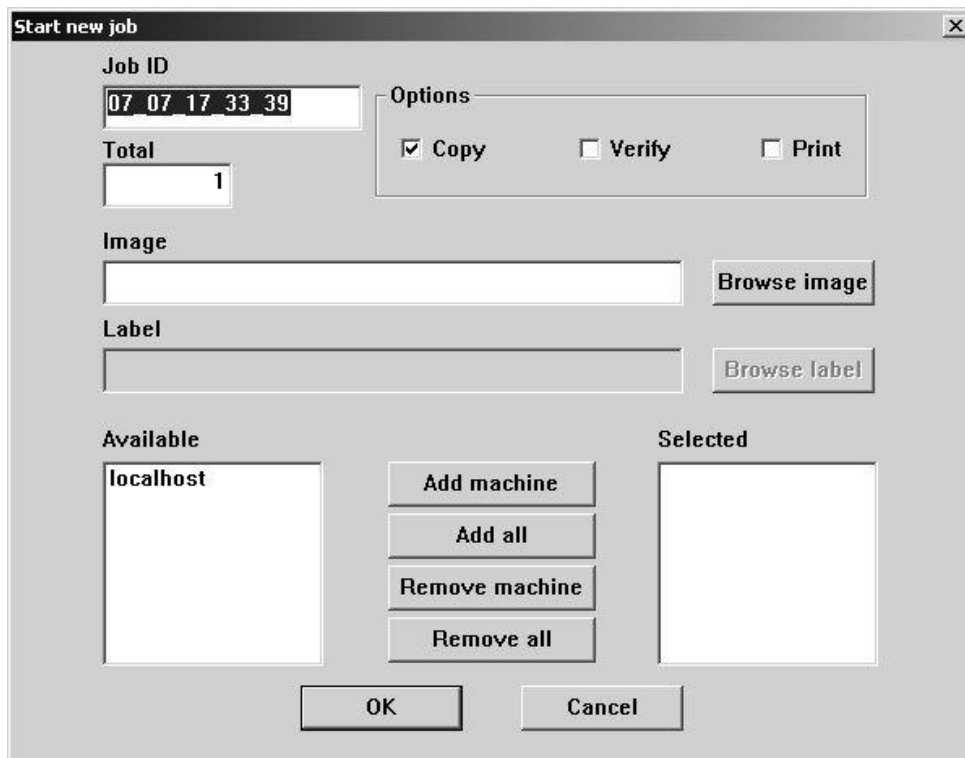 Start new job
Job ID
07_07_17_33_39
Options
Copy
Verify
Print
Total
1
Image
Browse image
Label
Browse label
Available
Selected
localhost
Add machine
Add all
Remove machine
Remove all
OK
Cancel